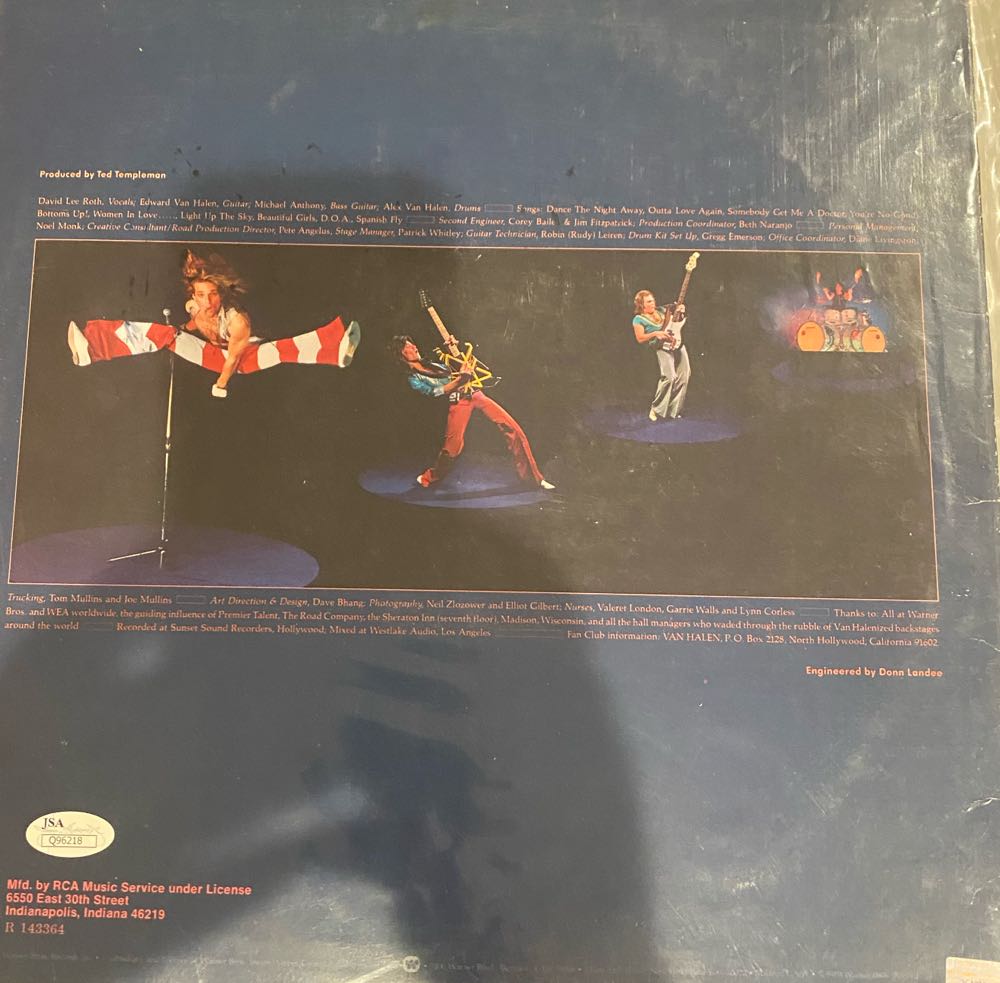 Produced by Ted Templeman
David Lee Roth, Vocals; Edward Van Halen, Guitar; Michael Anthony, Bass Guitar; Alex Van Halen, Drums Songs: Dance The Night Away, Outta Love Again, Somebody Get Me A Doctor, You're No Good,
Bottoms Up!, Women In Love....., Light Up The Sky, Beautiful Girls, D.O.A., Spanish Fly Second Engineer, Corey Baile & Jim Fitzpatrick; Production Coordinator, Beth Naranjo Personal Management,
Noel Monk; Creative Consultant/Road Production Director, Pete Angelus, Stage Manager, Patrick Whitley; Guitar Technician, Robin (Rudy) Leiren; Drum Kit Set Up, Gregg Emerson; Office Coordinator, Diane Livingston,
Trucking, Tom Mullins and Joe Mullins Art Direction & Design, Dave Bhang; Photography, Neil Zlozower and Elliot Gilbert; Nurses, Valeret London, Garrie Walls and Lynn Corless Thanks to: All at Warner
Bros. and WEA worldwide, the guiding influence of Premier Talent, The Road Company, the Sheraton Inn (seventh floor), Madison, Wisconsin, and all the hall managers who waded through the rubble of Van Halenized backstages
around the world Recorded at Sunset Sound Recorders, Hollywood; Mixed at Westlake Audio, Los Angeles Fan Club information: VAN HALEN, P.O. Box 2128, North Hollywood, California 91602
Engineered by Donn Landee
JSA
Q96218
Mfd. by RCA Music Service under License
6550 East 30th Street
Indianapolis, Indiana 46219
R 143364